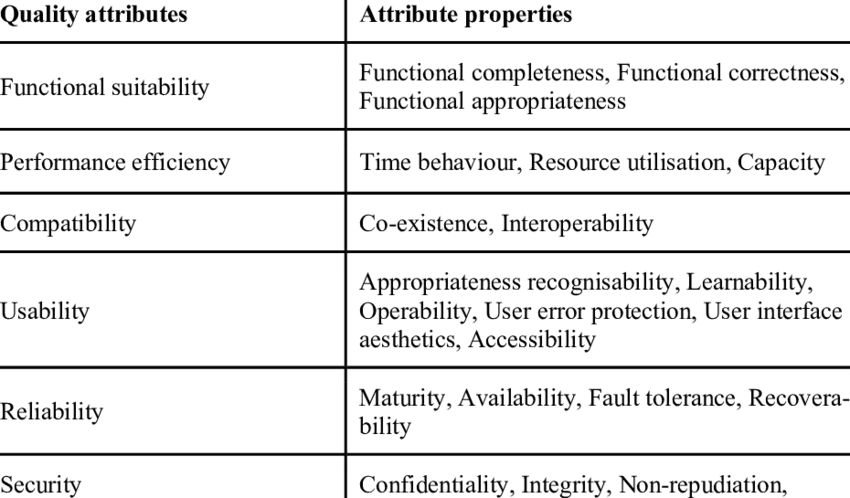 Quality attributes
Attribute properties
Functional suitability
Functional completeness, Functional correctness,
Functional appropriateness
Performance efficiency
Time behaviour, Resource utilisation, Capacity
Compatibility
Co-existence, Interoperability
Usability
Appropriateness recognisability, Learnability,
Operability, User error protection, User interface
aesthetics, Accessibility
Reliability
Maturity, Availability, Fault tolerance, Recovera-
bility
Security
Confidentiality, Integrity, Non-repudiation,